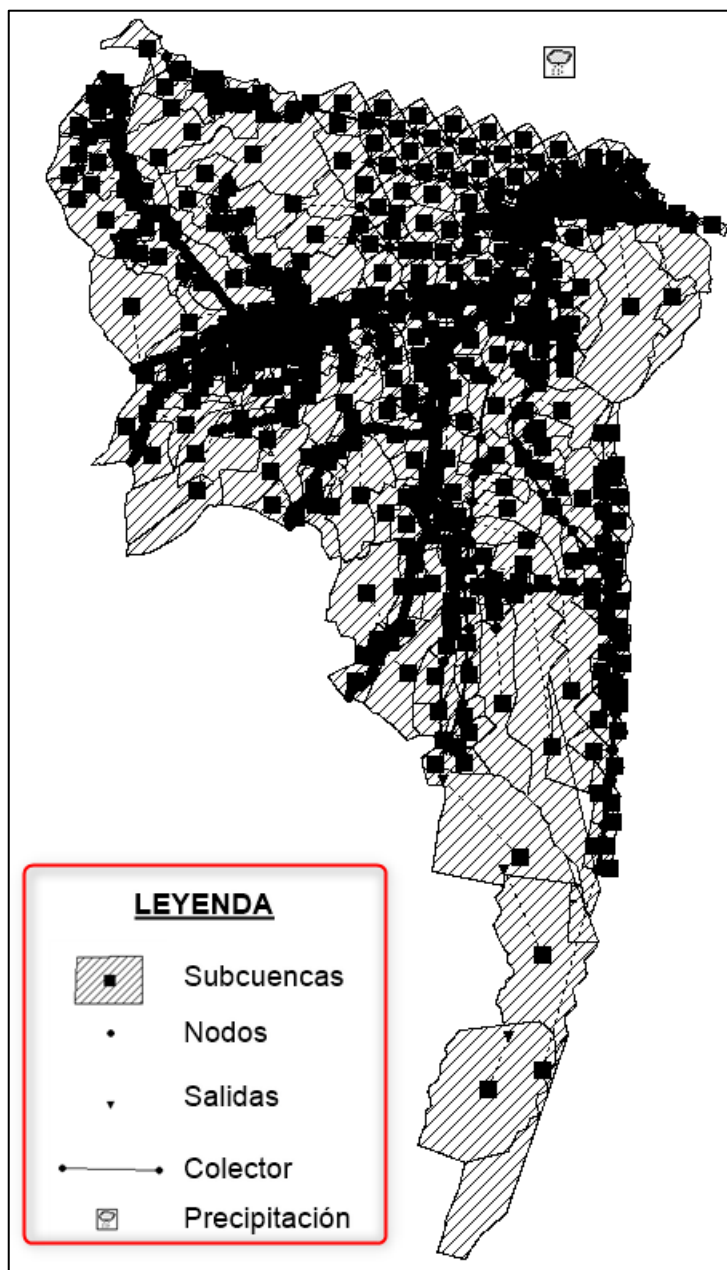 LEYENDA
Subcuencas
Nodos
Salidas
Colector
Precipitación